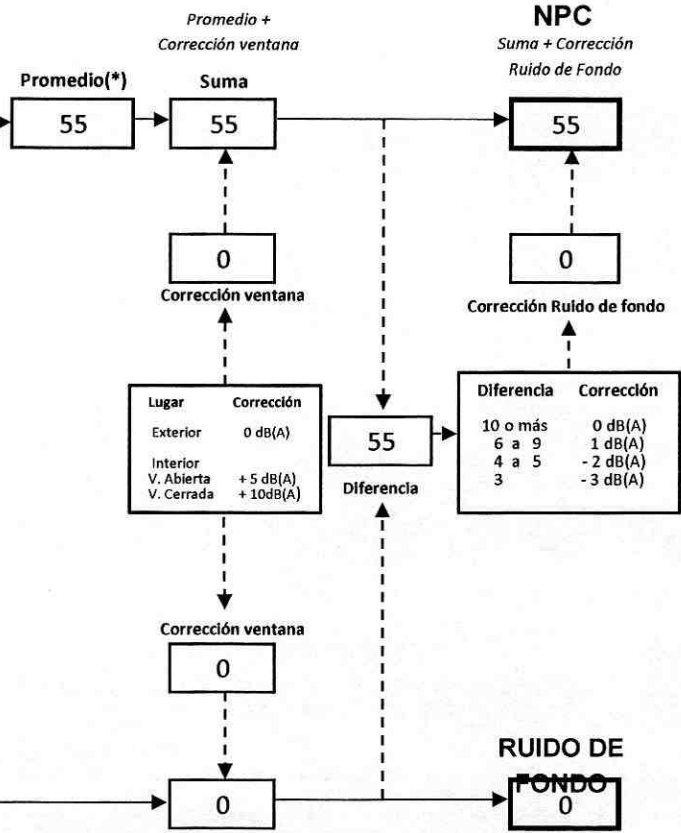 Promedio +
Corrección ventana
NPC
Suma + Corrección
Ruido de Fondo
Promedio(*)
Suma
55
55
55
0
0
Corrección ventana
Corrección Ruido de fondo
Lugar Corrección
Exterior 0 dB(A)
Interior
V. Abierta + 5 dB(A)
V. Cerrada + 10dB(A)
55
Diferencia
Diferencia Corrección
10 o más 0 dB(A)
6 a 9 1 dB(A)
4 a 5 - 2 dB(A)
3 - 3 dB(A)
Corrección ventana
0
RUIDO DE
FONDO
0
0